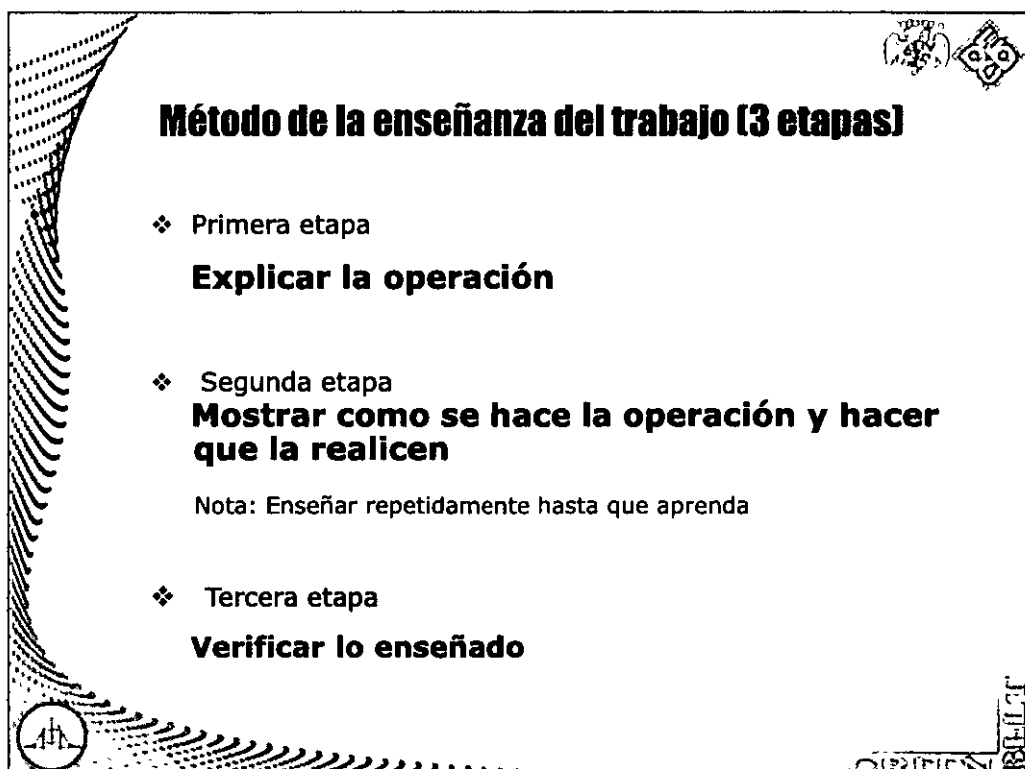 Método de la enseñanza del trabajo (3 etapas)
❖ Primera etapa
Explicar la operación
❖ Segunda etapa
Mostrar como se hace la operación y hacer
que la realicen
Nota: Enseñar repetidamente hasta que aprenda
❖ Tercera etapa
Verificar lo enseñado